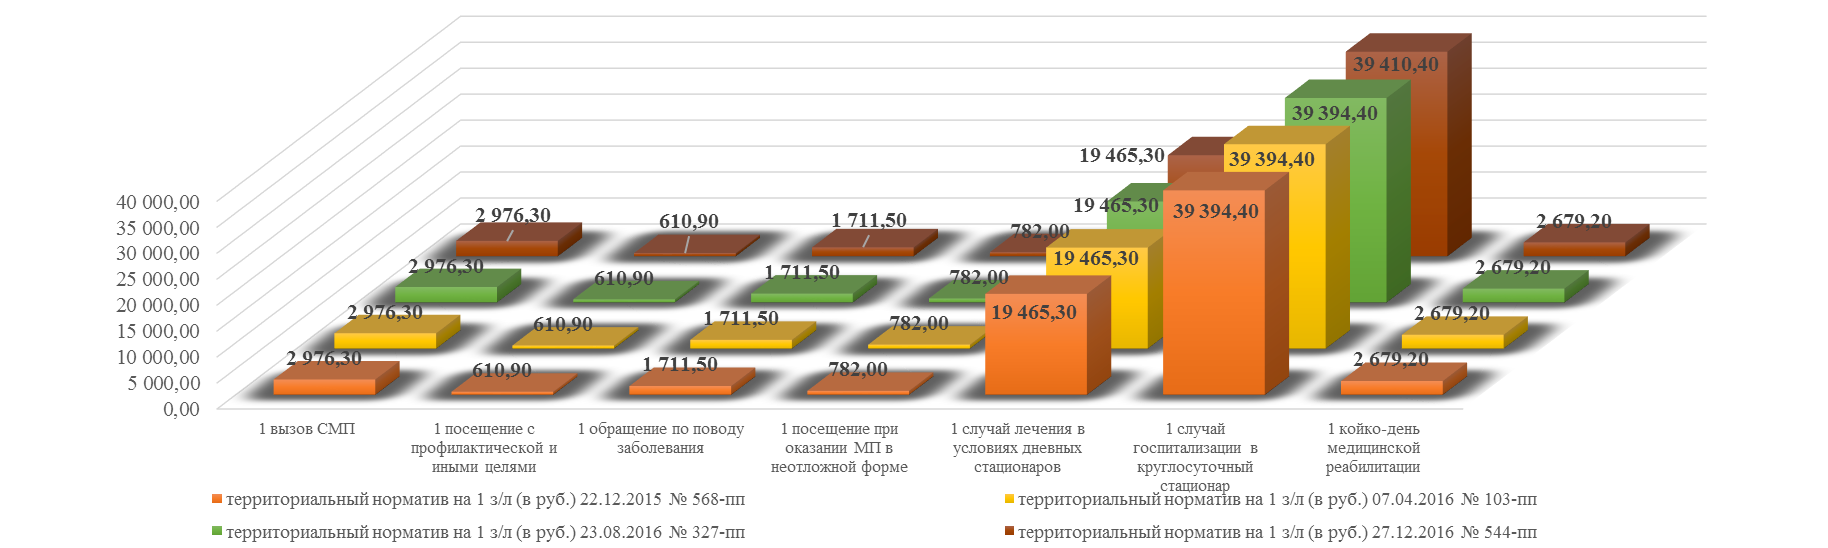 39 410,40
39 394,40
19 465,30
39 394,40
40 000,00
35 000,00
30 000,00
25 000,00
20 000,00
15 000,00
10 000,00
5 000,00
0,00
2 976,30
610,90
1 711,50
782,00
19 465,30
39 394,40
2 679,20
2 976,30
610,90
1 711,50
782,00
19 465,30
2 679,20
2 976,30
610,90
1 711,50
782,00
19 465,30
2 679,20
2 976,30
610,90
1 711,50
782,00
2 679,20
1 вызов СМП
1 посещение с
профилактической и
иными целями
1 обращение по поводу
заболевания
1 посещение при
оказании МП в
неотложной форме
1 случай лечения в
условиях дневных
стационаров
1 случай
госпитализации в
круглосуточный
стационар
1 койко-день
медицинской
реабилитации
территориальный норматив на 1 з/л (в руб.) 22.12.2015 № 568-пп
территориальный норматив на 1 з/л (в руб.) 07.04.2016 № 103-пп
территориальный норматив на 1 з/л (в руб.) 23.08.2016 № 327-пп
территориальный норматив на 1 з/л (в руб.) 27.12.2016 № 544-пп